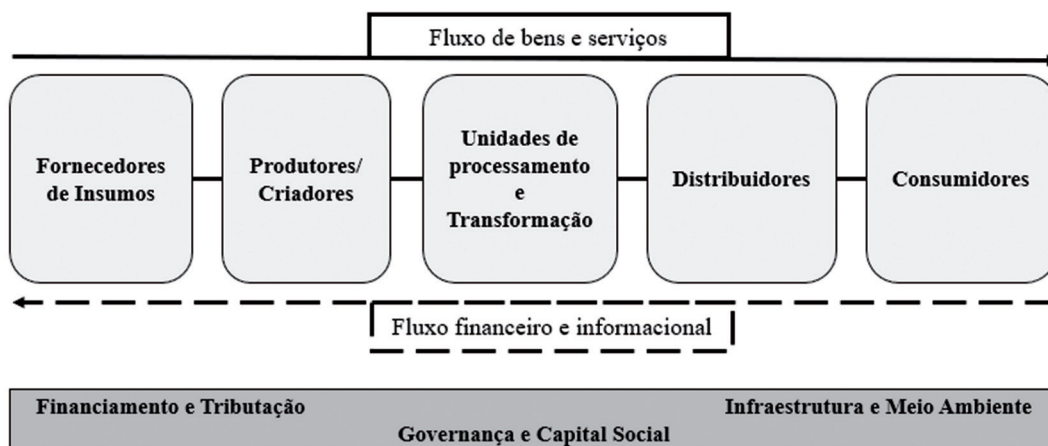 Fluxo de bens e serviços
Fornecedores
de Insumos
Produtores/
Criadores
Unidades de
processamento
e
Transformação
Distribuidores
Consumidores
Fluxo financeiro e informacional
Financiamento e Tributação
Infraestrutura e Meio Ambiente
Governança e Capital Social